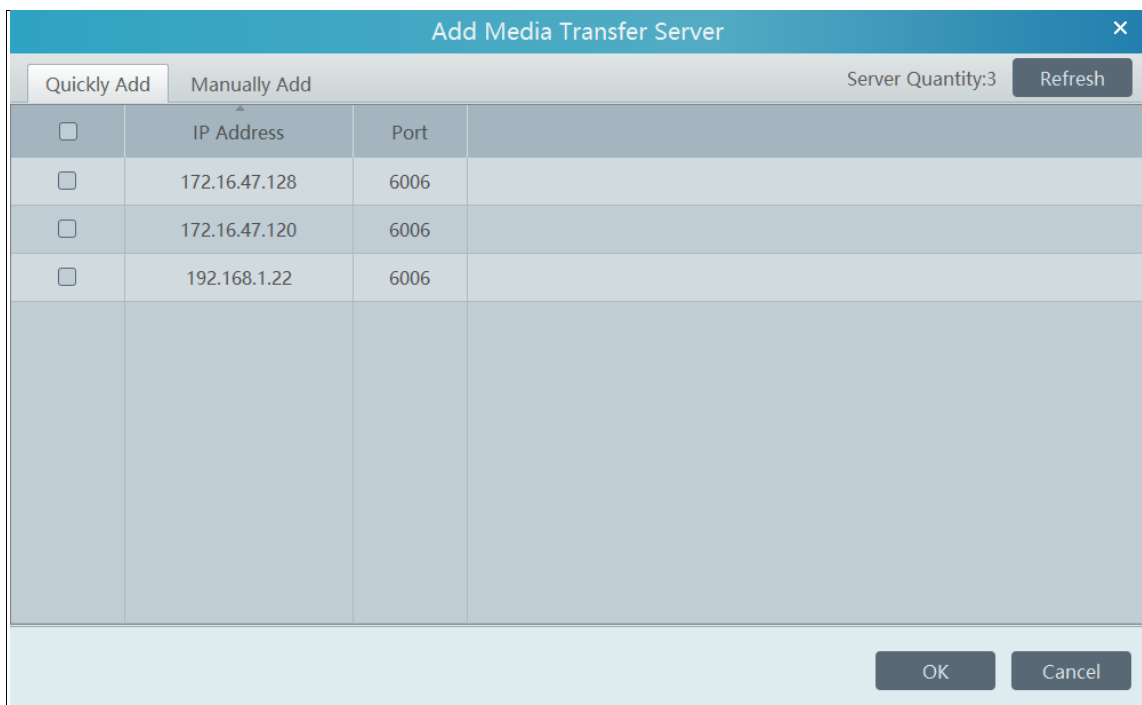 Add Media Transfer Server
Quickly Add Manually Add Server Quantity:3 Refresh
IP Address Port
172.16.47.128 6006
172.16.47.120 6006
192.168.1.22 6006
OK Cancel